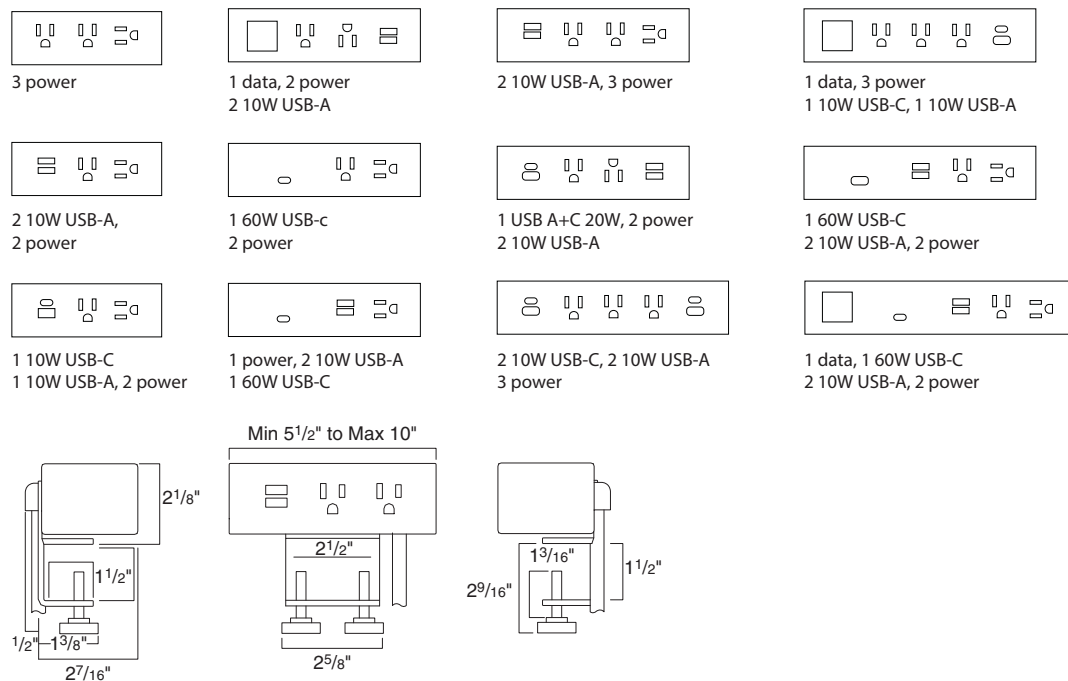 3 power
1 data, 2 power
2 10W USB-A
2 10W USB-A, 3 power
1 data, 3 power
1 10W USB-C, 1 10W USB-A
2 10W USB-A,
2 power
1 60W USB-c
2 power
1 USB A+C 20W, 2 power
2 10W USB-A
1 60W USB-C
2 10W USB-A, 2 power
1 10W USB-C
1 10W USB-A, 2 power
1 power, 2 10W USB-A
1 60W USB-C
2 10W USB-C, 2 10W USB-A
3 power
1 data, 1 60W USB-C
2 10W USB-A, 2 power
Min 51/2" to Max 10"
21/8"
11/2"
1/2"
13/8"
27/16"
21/2"
25/8"
13/16"
11/2"
29/16"